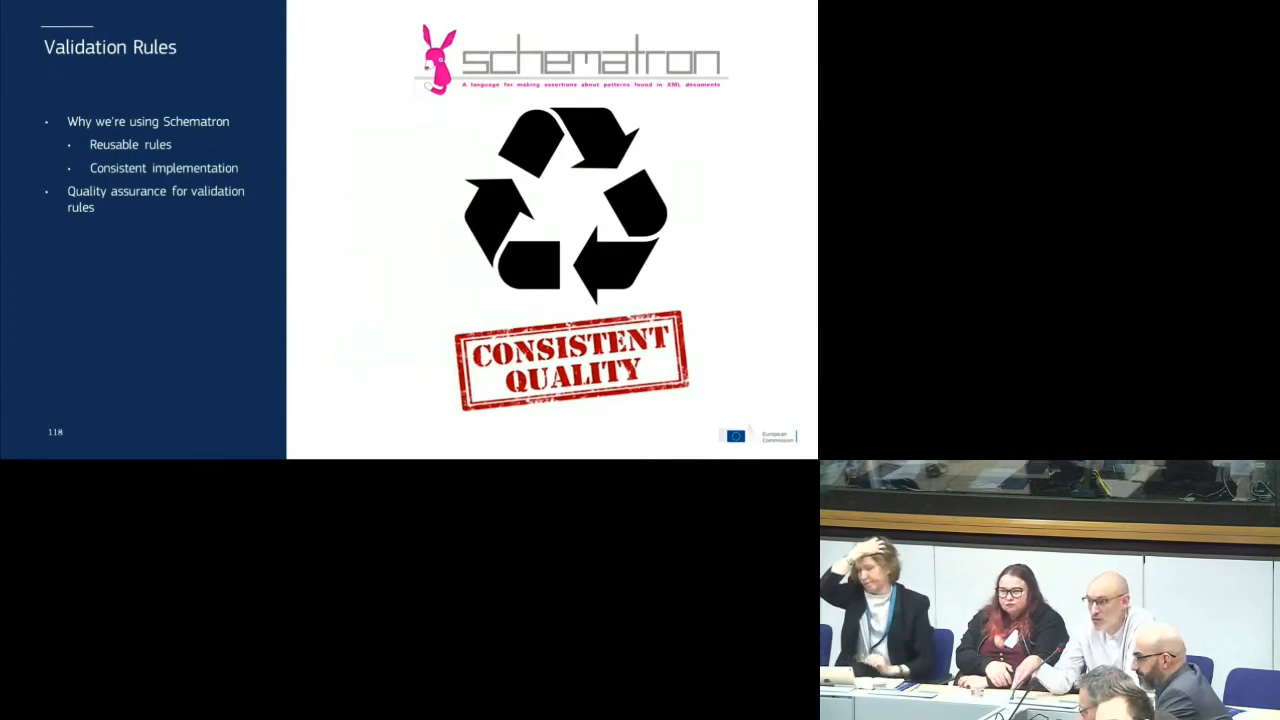 Validation Rules
• Why we're using Schematron
• Reusable rules
• Consistent implementation
• Quality assurance for validation
rules
118
schematron
A language for making assertions about patterns found in XML documents
CONSISTENT
QUALITY
European
Commission